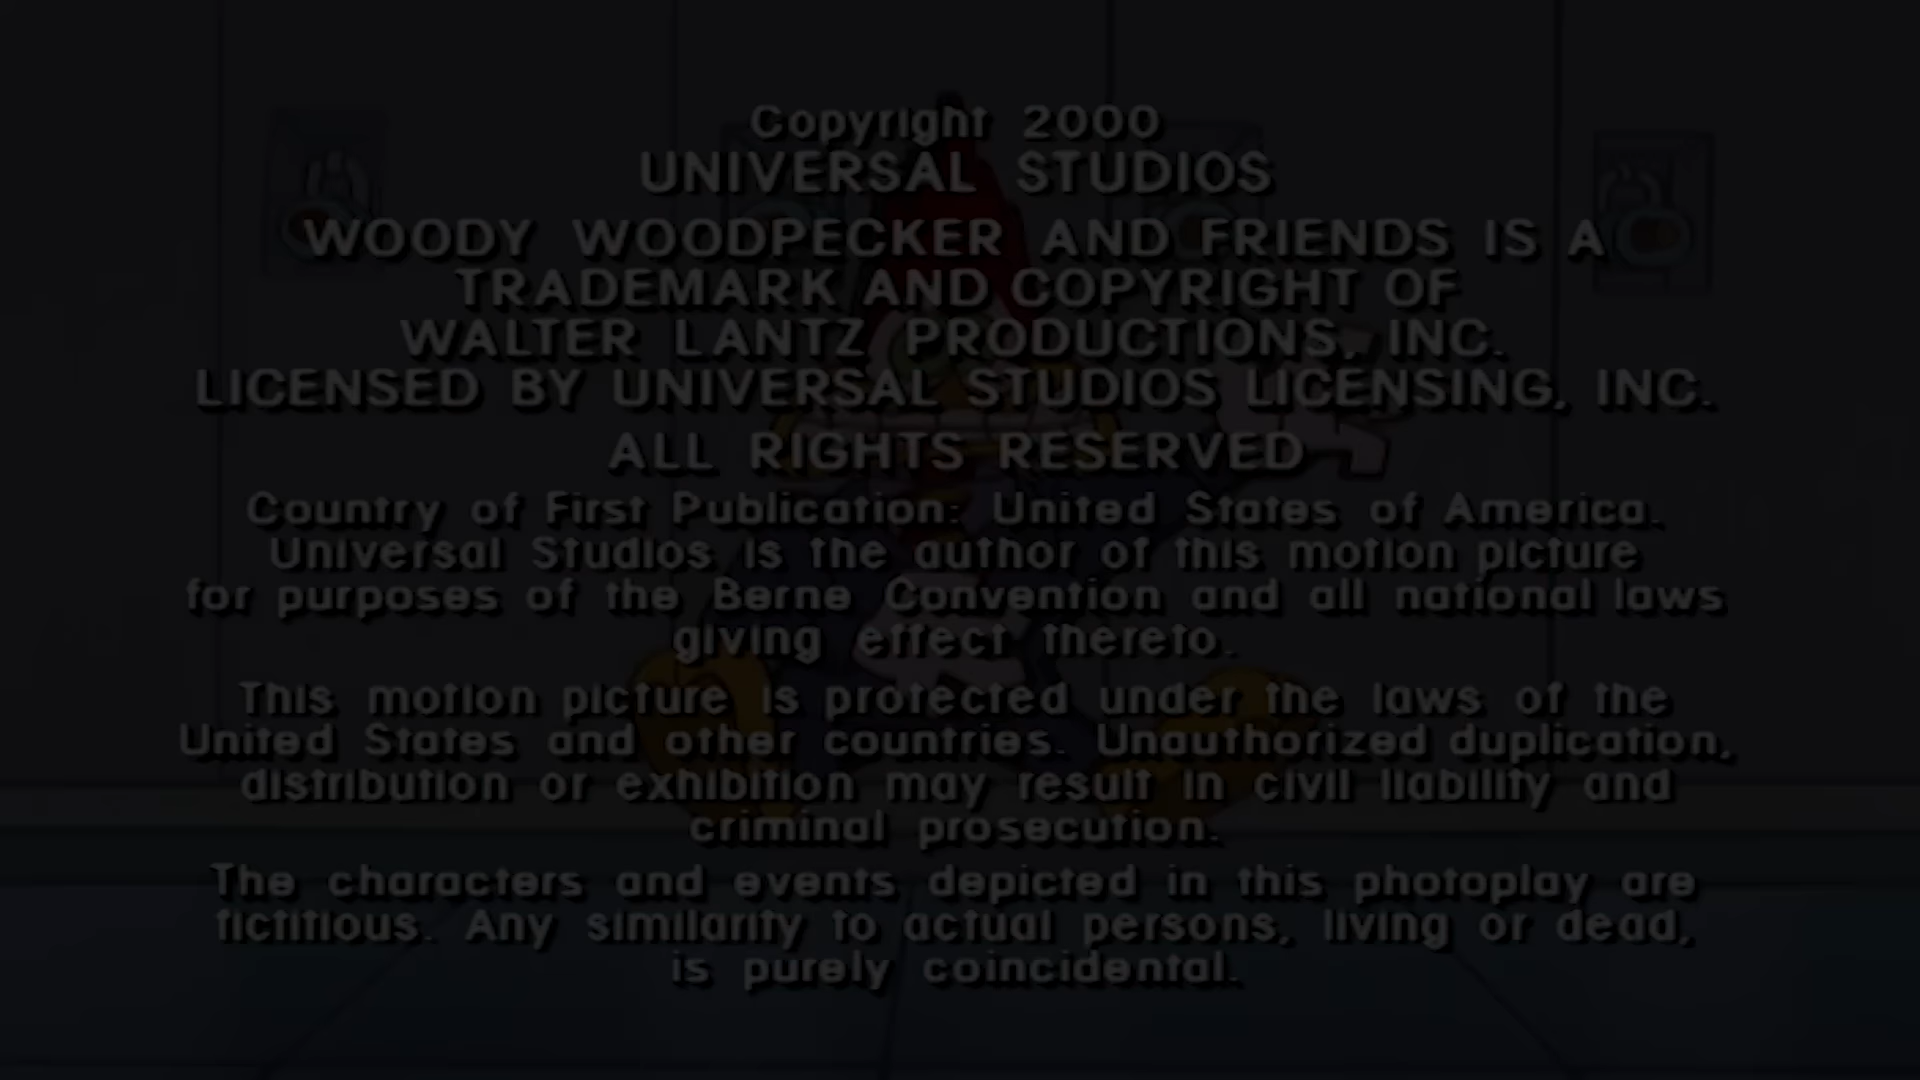 Copyright 2000
UNIVERSAL STUDIOS
WOODY WOODPECKER AND FRIENDS IS A
TRADEMARK AND COPYRIGHT OF
WALTER LANTZ PRODUCTIONS, INC.
LICENSED BY UNIVERSAL STUDIOS LICENSING, INC.
ALL RIGHTS RESERVED
Country of First Publication: United States of America.
Universal Studios is the author of this motion picture
for purposes of the Berne Convention and all national laws
giving effect thereto.
This motion picture is protected under the laws of the
United States and other countries. Unauthorized duplication,
distribution or exhibition may result in civil liability and
criminal prosecution.
The characters and events depicted in this photoplay are
fictitious. Any similarity to actual persons, living or dead,
is purely coincidental.